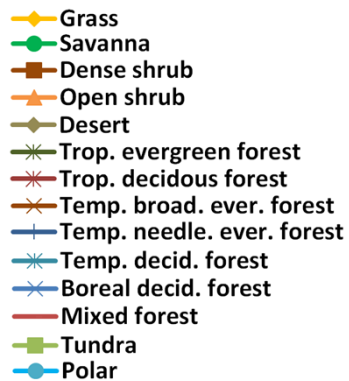 Grass
Savanna
Dense shrub
Open shrub
Desert
Trop. evergreen forest
Trop. decidous forest
Temp. broad. ever. forest
Temp. needle. ever. forest
Temp. decid. forest
Boreal decid. forest
Mixed forest
Tundra
Polar